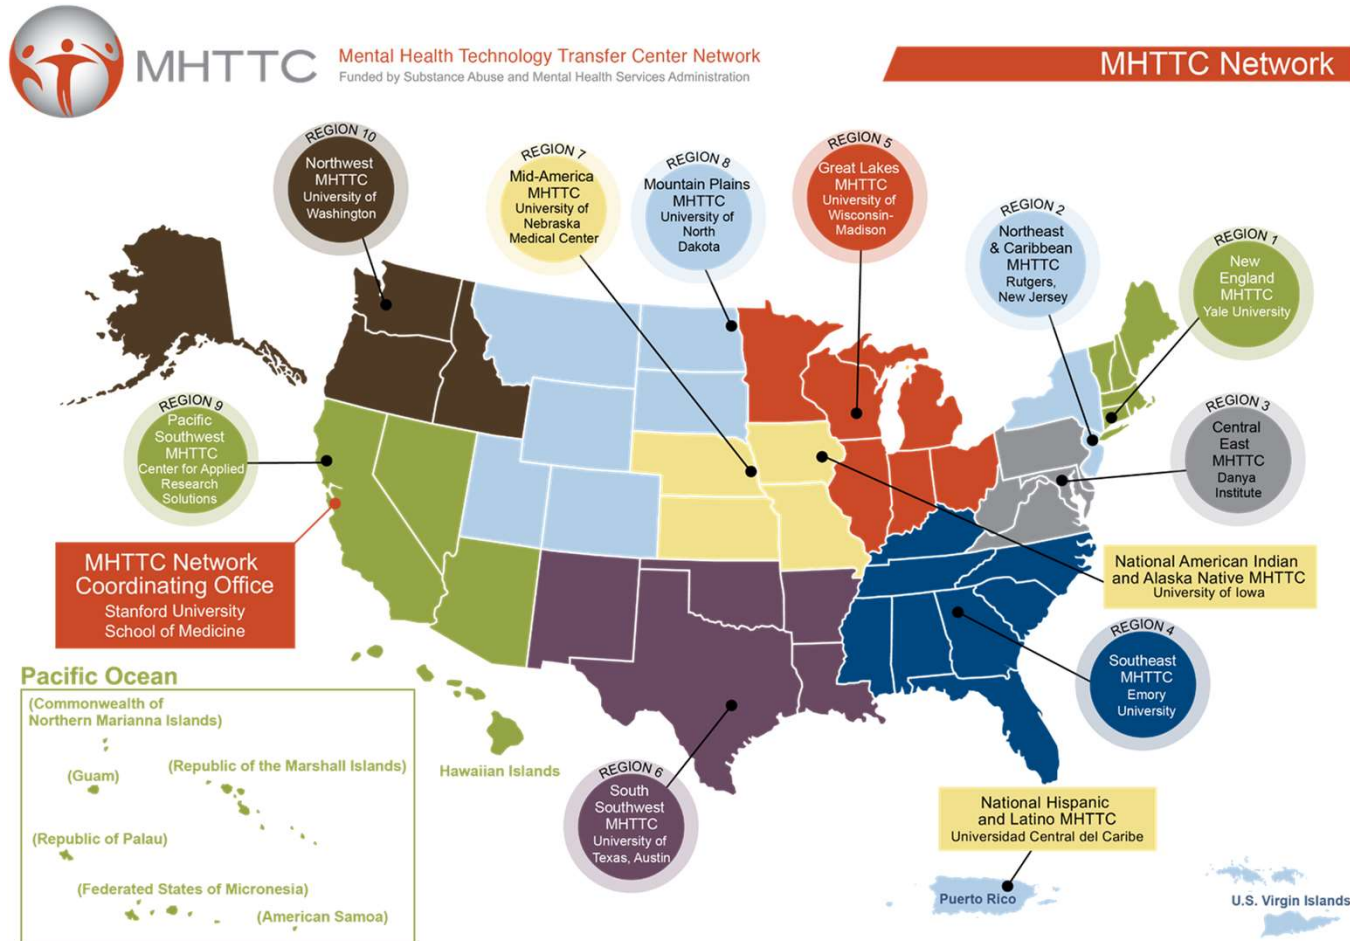 MHTTC
Mental Health Technology Transfer Center Network
Funded by Substance Abuse and Mental Health Services Administration
MHTTC Network
REGION 10
Northwest
MHTTC
University of
Washington
REGION 7
Mid-America
MHTTC
University of
Nebraska
Medical Center
REGION 8
Mountain Plains
MHTTC
University of
North
Dakota
REGION 5
Great Lakes
MHTTC
University of
Wisconsin-
Madison
REGION 2
Northeast
& Caribbean
MHTTC
Rutgers,
New Jersey
REGION 1
New
England
MHTTC
Yale University
REGION 9
Pacific
Southwest
MHTTC
Center for Applied
Research
Solutions
REGION 3
Central
East
MHTTC
Danya
Institute
MHTTC Network
Coordinating Office
Stanford University
School of Medicine
National American Indian
and Alaska Native MHTTC
University of Iowa
REGION 4
Southeast
MHTTC
Emory
University
Pacific Ocean
(Commonwealth of
Northern Marianna Islands)
(Guam)
(Republic of the Marshall Islands)
(Republic of Palau)
(Federated States of Micronesia)
(American Samoa)
Hawaiian Islands
REGION 6
South
Southwest
MHTTC
University of
Texas, Austin
National Hispanic
and Latino MHTTC
Universidad Central del Caribe
Puerto Rico
U.S. Virgin Islands